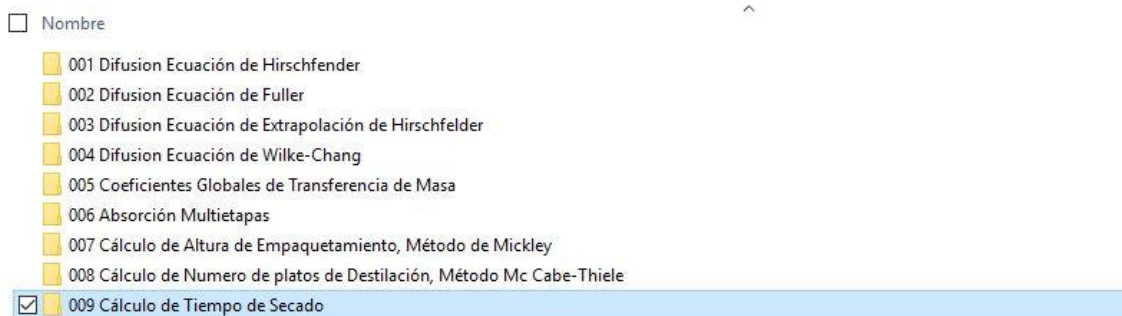 Nombre
001 Difusion Ecuación de Hirschfender
002 Difusion Ecuación de Fuller
003 Difusion Ecuación de Extrapolación de Hirschfelder
004 Difusion Ecuación de Wilke-Chang
005 Coeficientes Globales de Transferencia de Masa
006 Absorción Multietapas
007 Cálculo de Altura de Empaquetamiento, Método de Mickley
008 Cálculo de Numero de platos de Destilación, Método Mc Cabe-Thiele
009 Cálculo de Tiempo de Secado